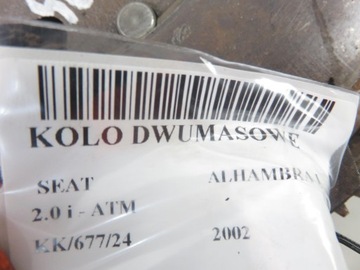 KOLO DWUMASOWE
SEAT ALHAMBRA
2.0 i - ATM
KK/677/24 2002